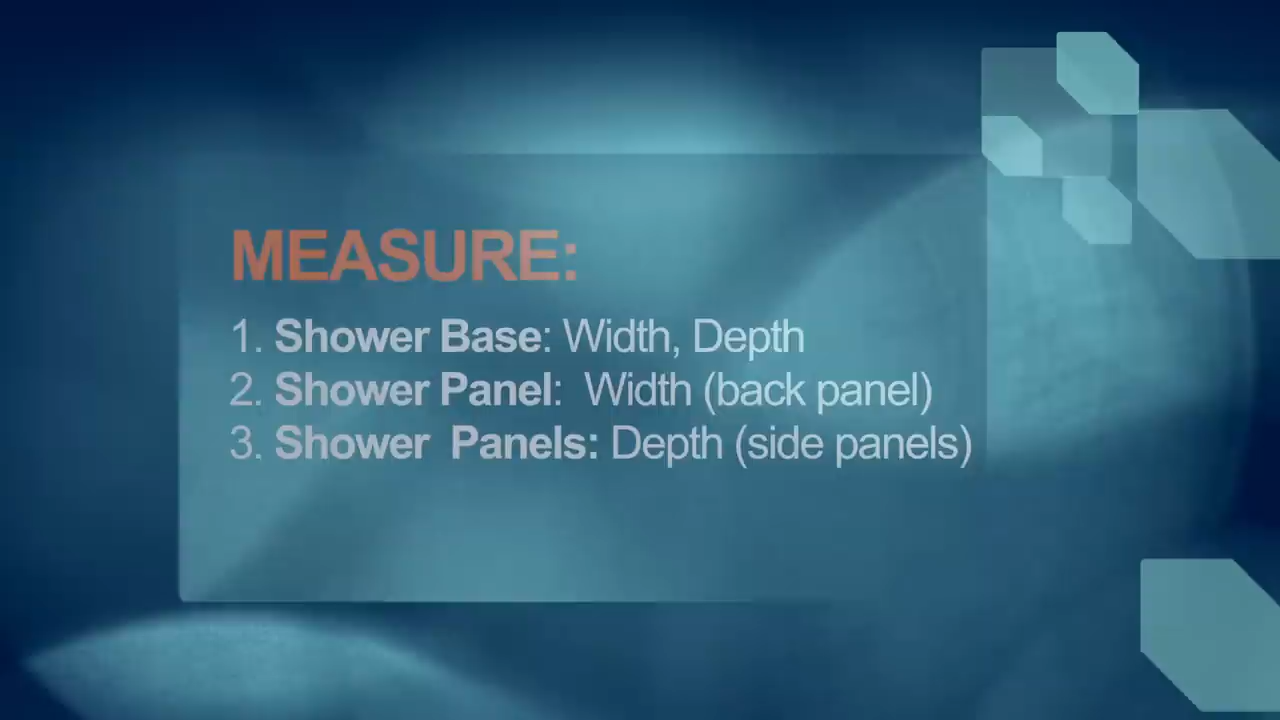 MEASURE:
1. Shower Base: Width, Depth
2. Shower Panel:  Width (back panel)
3. Shower  Panels: Depth (side panels)